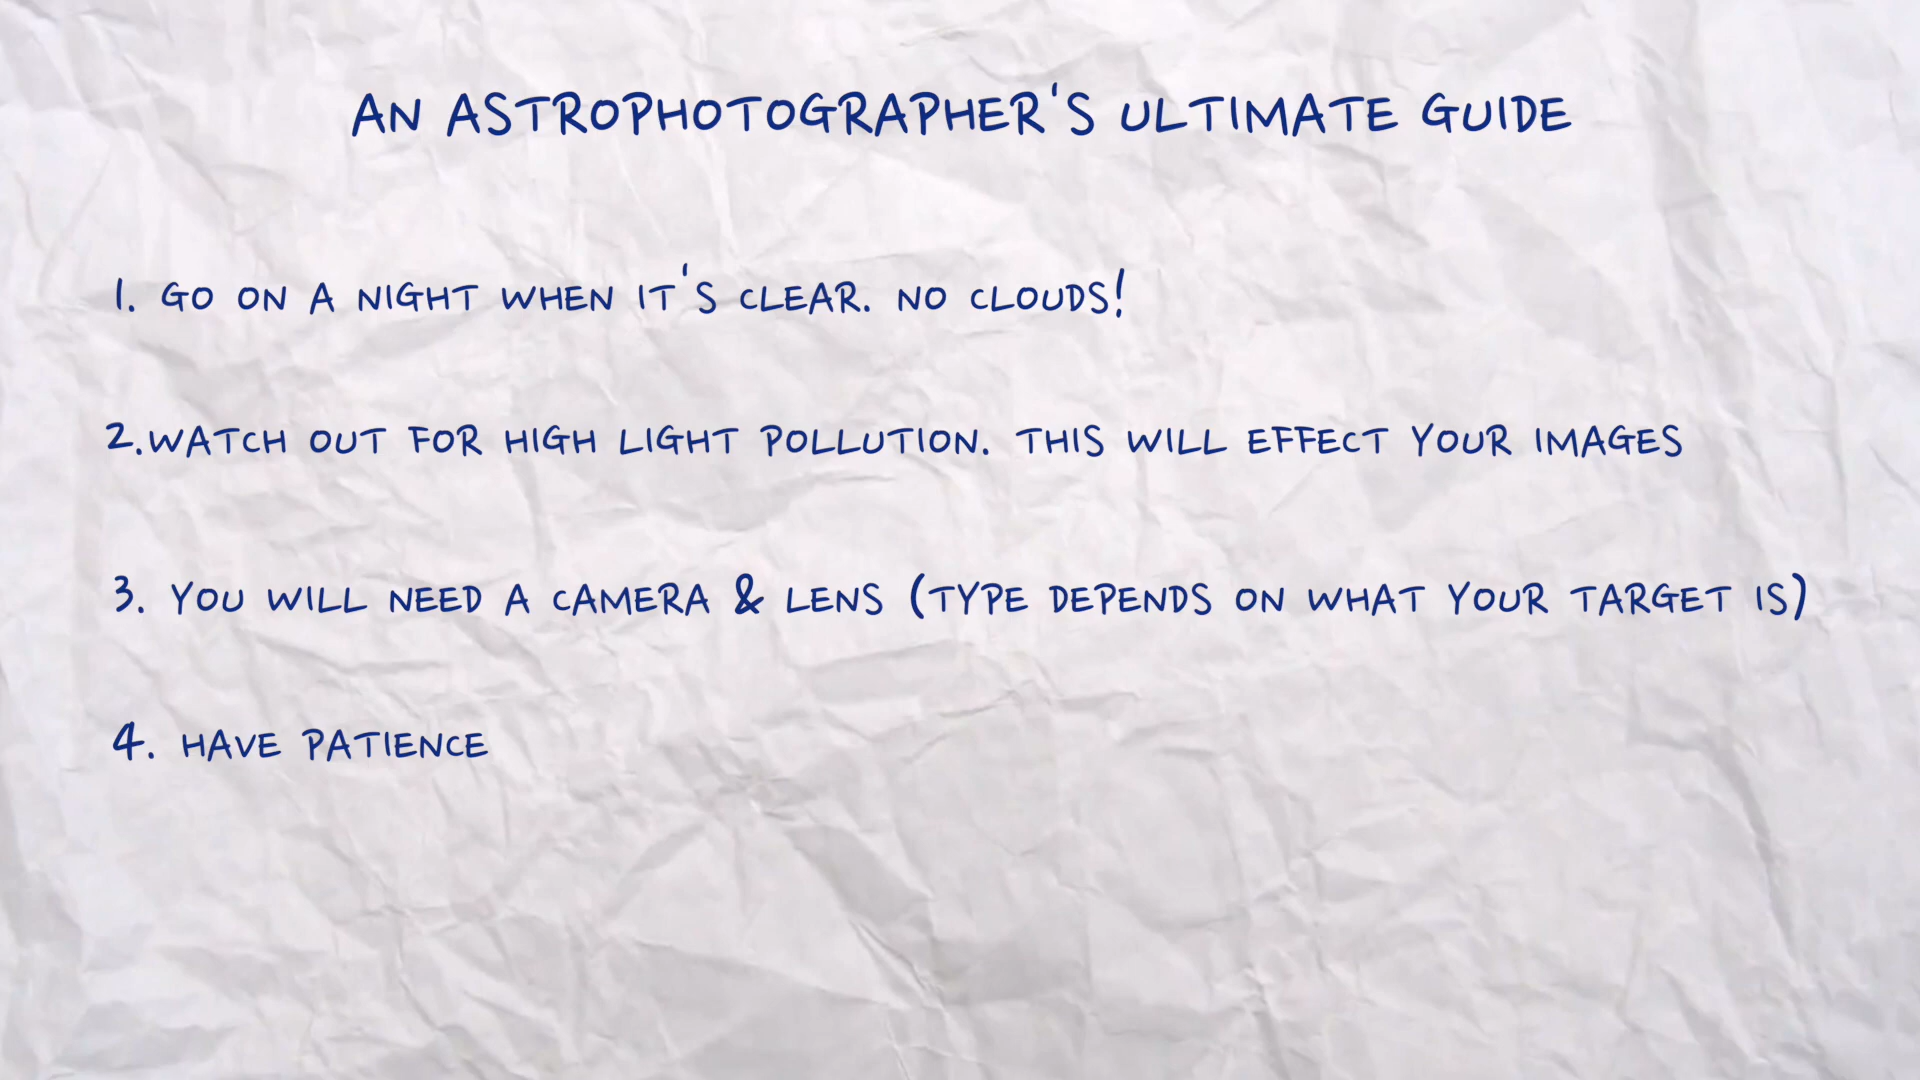 AN ASTROPHOTOGRAPHER'S ULTIMATE GUIDE
1. GO ON A NIGHT WHEN IT'S CLEAR. NO CLOUDS!
2.WATCH OUT FOR HIGH LIGHT POLLUTION. THIS WILL EFFECT YOUR IMAGES
3. YOU WILL NEED A CAMERA & LENS (TYPE DEPENDS ON WHAT YOUR TARGET IS)
4. HAVE PATIENCE